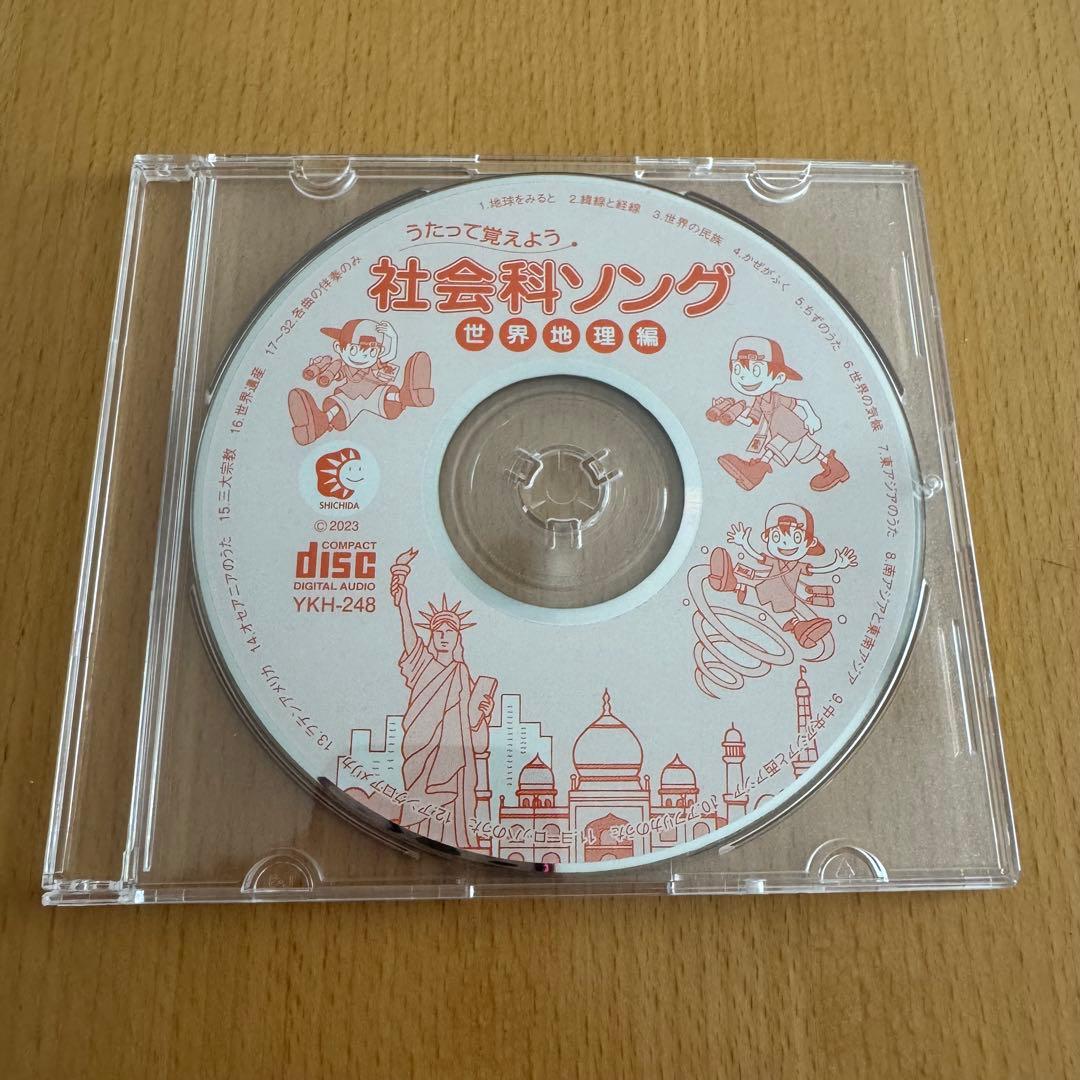 うたって覚えよう
社会科ソング
世界地理編
1.地球をみると
2.緯線と経線
3.世界の民族
4.かぜがふく
5.ちずのうた
6.世界の気候
7.東アジアのうた
8.南アジアと東南アジア
9.中央アジアと西アジア
10.アフリカのうた
11.ヨーロッパのうた
12.アングロアメリカ
13.ラテンアメリカ
14.オセアニアのうた
15.三大宗教
16.世界遺産
17〜32.各曲の伴奏のみ
SHICHIDA
©2023
COMPACT
disc
DIGITAL AUDIO
YKH-248